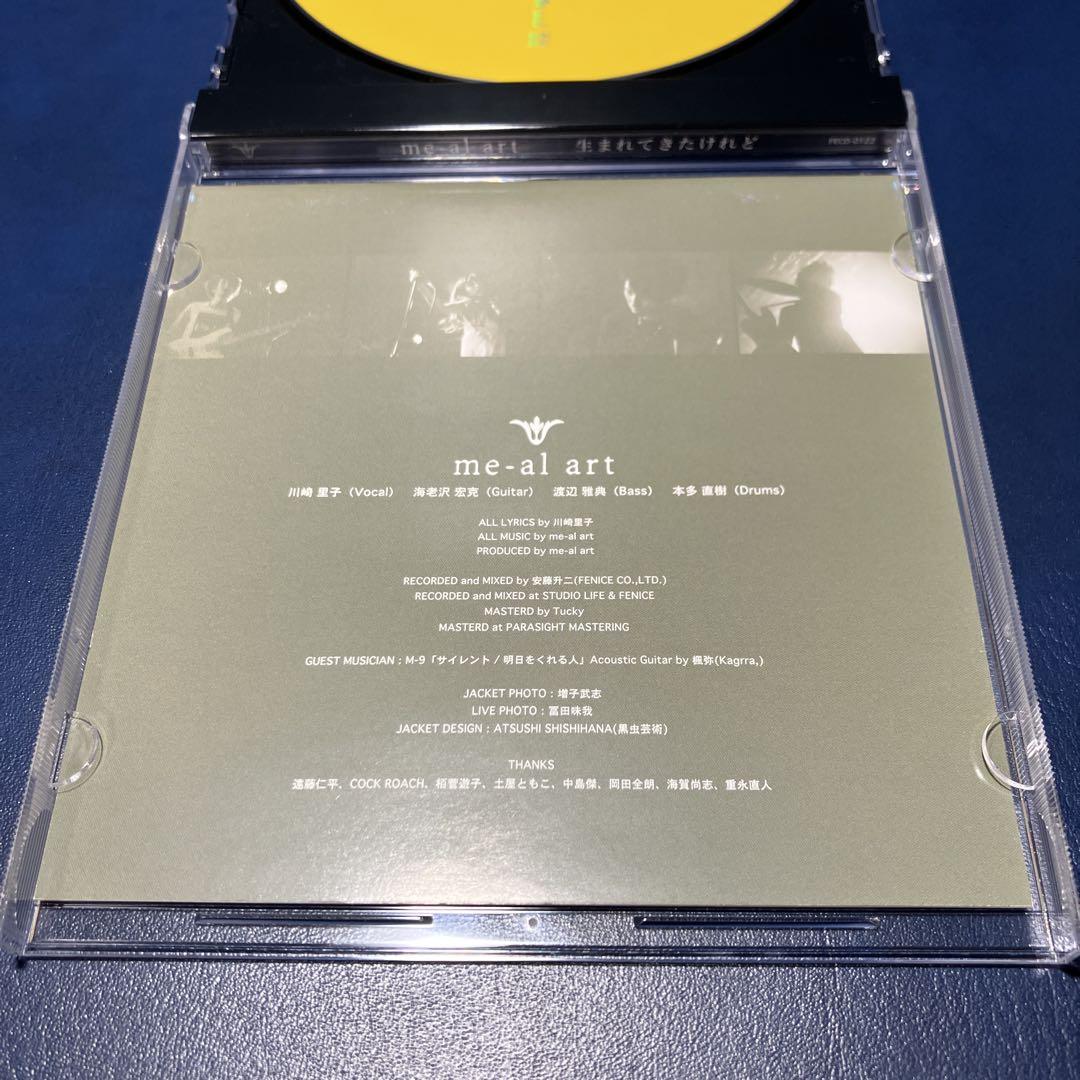 me-al art 生まれてきたけれど
me-al art
川崎 里子（Vocal） 海老沢 宏克（Guitar） 渡辺 雅典（Bass） 本多 直樹（Drums）
ALL LYRICS by 川崎里子
ALL MUSIC by me-al art
PRODUCED by me-al art
RECORDED and MIXED by 安藤升二(FENICE CO.,LTD.)
RECORDED and MIXED at STUDIO LIFE & FENICE
MASTERD by Tucky
MASTERD at PARASIGHT MASTERING
GUEST MUSICIAN : M-9「サイレント / 明日をくれる人」Acoustic Guitar by 楓弥(Kagrra,)
JACKET PHOTO : 増子武志
LIVE PHOTO : 冨田味我
JACKET DESIGN : ATSUSHI SHISHIHANA(黒虫芸術)
THANKS
遠藤仁平、COCK ROACH、栢菅遊子、土屋ともこ、中島傑、岡田全朗、海賀尚志、重永直人